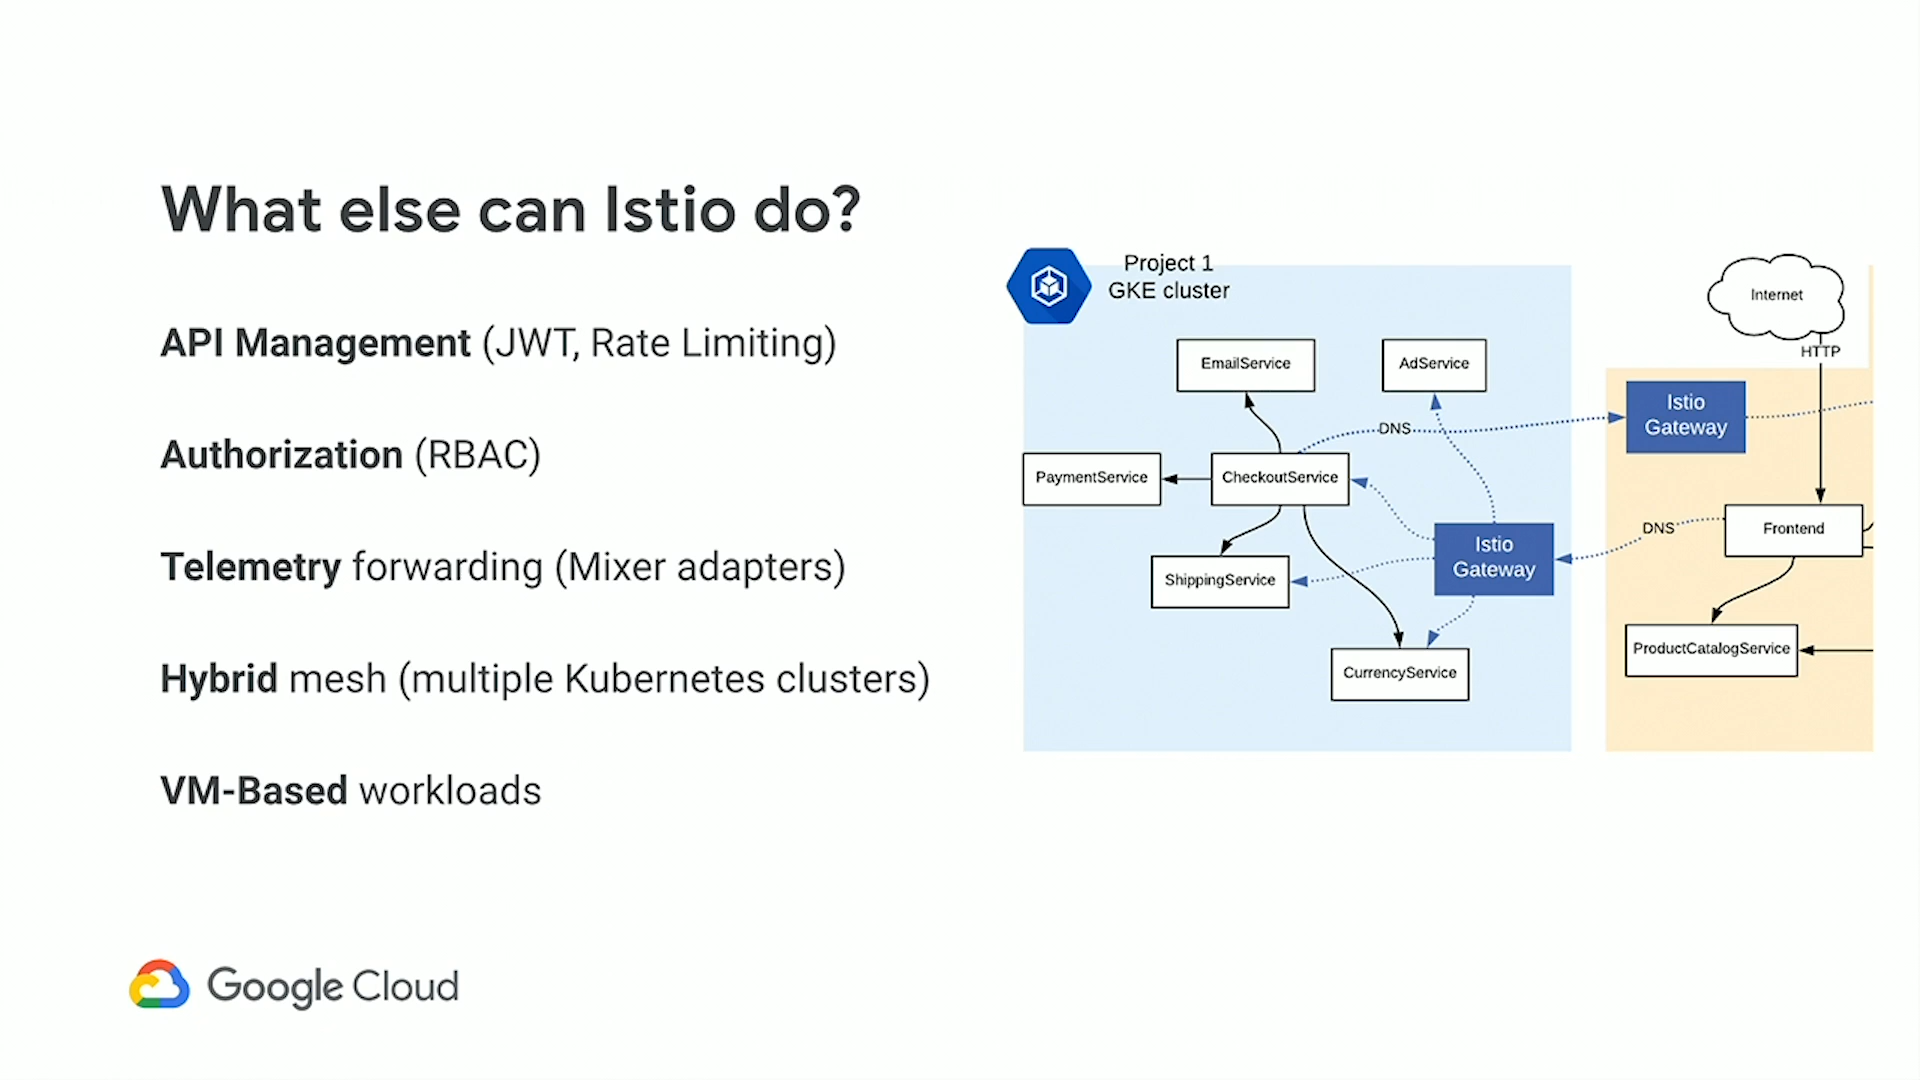 What else can Istio do?
API Management (JWT, Rate Limiting)
Authorization (RBAC)
Telemetry forwarding (Mixer adapters)
Hybrid mesh (multiple Kubernetes clusters)
VM-Based workloads
Google Cloud
Project 1
GKE cluster
Internet
HTTP
EmailService
AdService
Istio
Gateway
DNS
PaymentService
CheckoutService
Istio
Gateway
DNS
Frontend
ShippingService
ProductCatalogService
CurrencyService